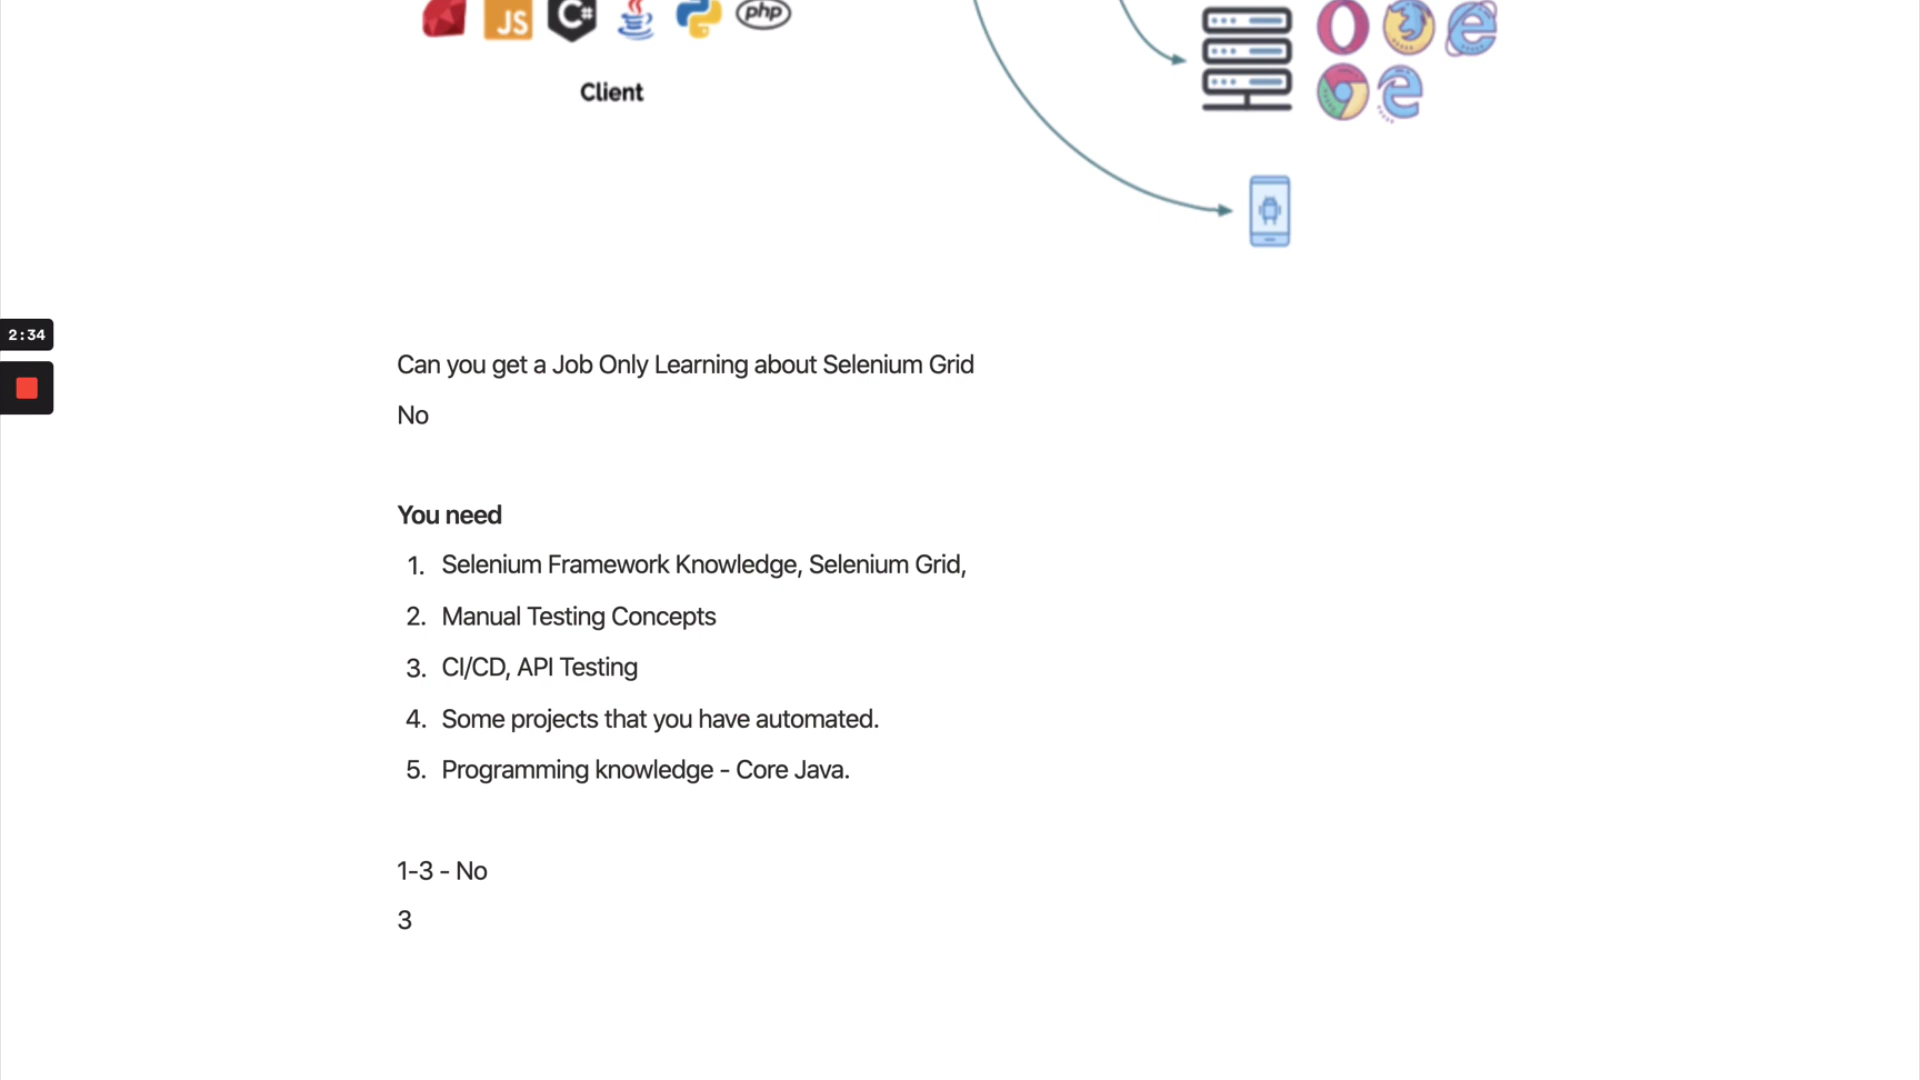 JS
C#
php
Client
2:34
Can you get a Job Only Learning about Selenium Grid
No
You need
1. Selenium Framework Knowledge, Selenium Grid,
2. Manual Testing Concepts
3. CI/CD, API Testing
4. Some projects that you have automated.
5. Programming knowledge - Core Java.
1-3 - No
3